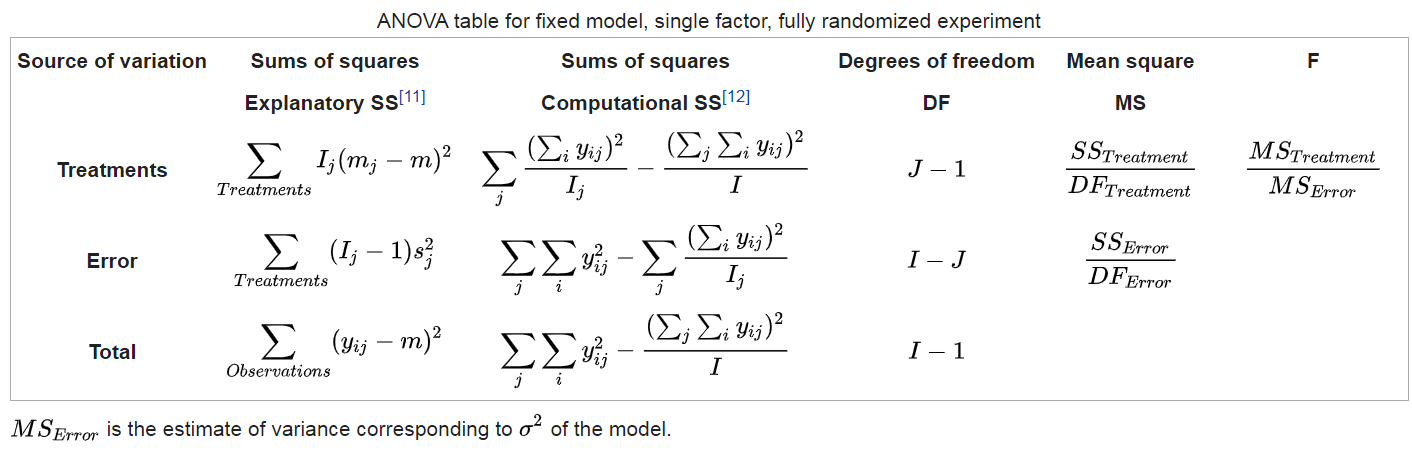 ANOVA table for fixed model, single factor, fully randomized experiment
Source of variation Sums of squares Sums of squares Degrees of freedom Mean square F
Explanatory SS[11] Computational SS[12] DF MS
Treatments $\sum_{Treatments} I_j(m_j - m)^2$ $\sum_j \frac{(\sum_i y_{ij})^2}{I_j} - \frac{(\sum_j \sum_i y_{ij})^2}{I}$ $J - 1$ $\frac{SS_{Treatment}}{DF_{Treatment}}$ $\frac{MS_{Treatment}}{MS_{Error}}$
Error $\sum_{Treatments} (I_j - 1)s_j^2$ $\sum_j \sum_i y_{ij}^2 - \sum_j \frac{(\sum_i y_{ij})^2}{I_j}$ $I - J$ $\frac{SS_{Error}}{DF_{Error}}$
Total $\sum_{Observations} (y_{ij} - m)^2$ $\sum_j \sum_i y_{ij}^2 - \frac{(\sum_j \sum_i y_{ij})^2}{I}$ $I - 1$
$MS_{Error}$ is the estimate of variance corresponding to $\sigma^2$ of the model.